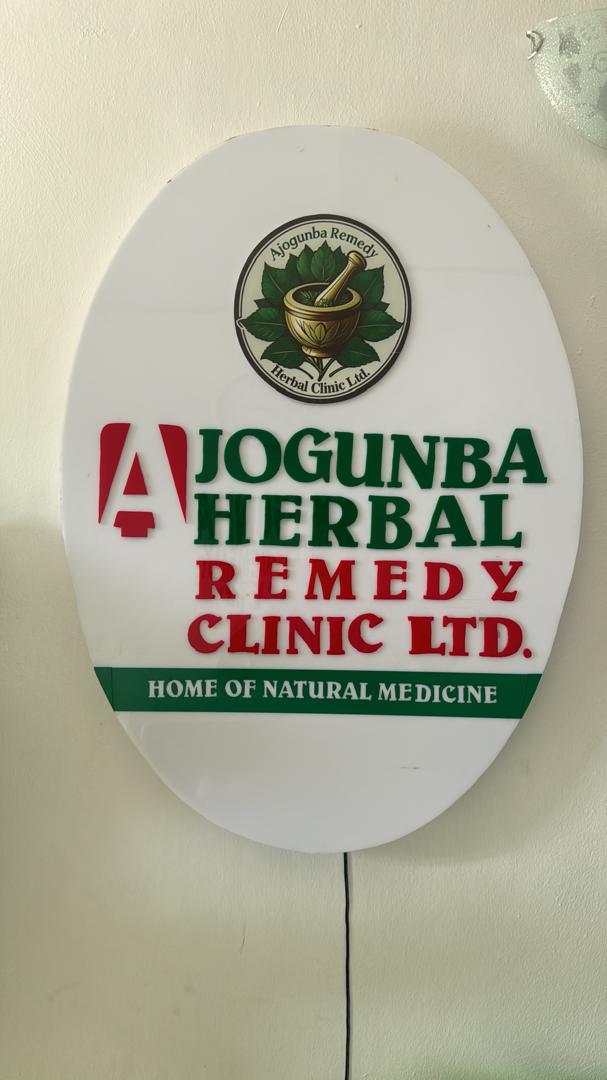 Ajogunba Remedy
Herbal Clinic Ltd.
AJOGUNBA
HERBAL
REMEDY
CLINIC LTD.
HOME OF NATURAL MEDICINE